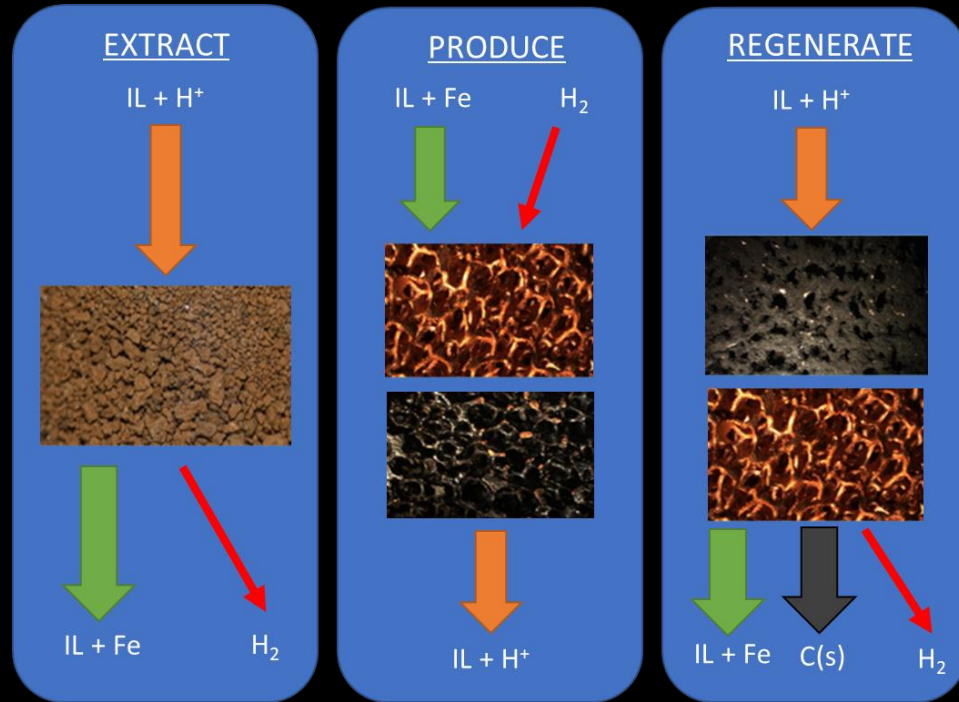 EXTRACT
IL + H⁺
IL + Fe
H₂
PRODUCE
IL + Fe
H₂
IL + H⁺
REGENERATE
IL + H⁺
IL + Fe
C(s)
H₂